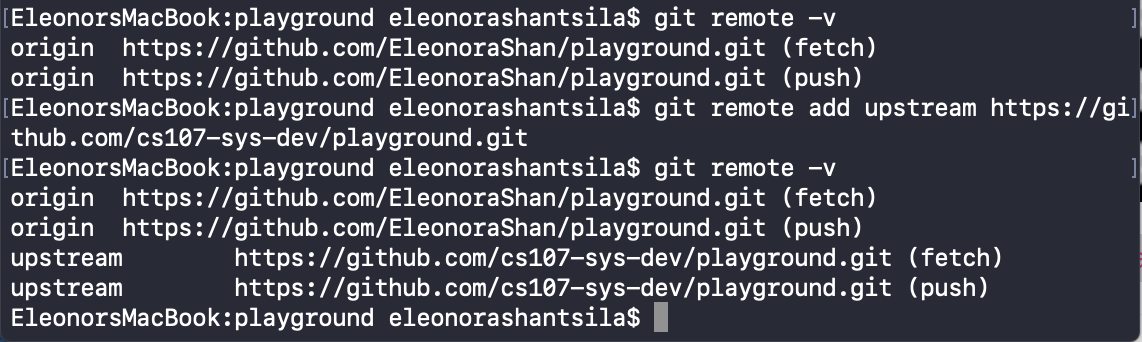 [EleonorsMacBook:playground eleonorashantsila$ git remote -v ]
origin  https://github.com/EleonoraShan/playground.git (fetch)
origin  https://github.com/EleonoraShan/playground.git (push)
[EleonorsMacBook:playground eleonorashantsila$ git remote add upstream https://gi]
thub.com/cs107-sys-dev/playground.git
[EleonorsMacBook:playground eleonorashantsila$ git remote -v ]
origin  https://github.com/EleonoraShan/playground.git (fetch)
origin  https://github.com/EleonoraShan/playground.git (push)
upstream        https://github.com/cs107-sys-dev/playground.git (fetch)
upstream        https://github.com/cs107-sys-dev/playground.git (push)
EleonorsMacBook:playground eleonorashantsila$